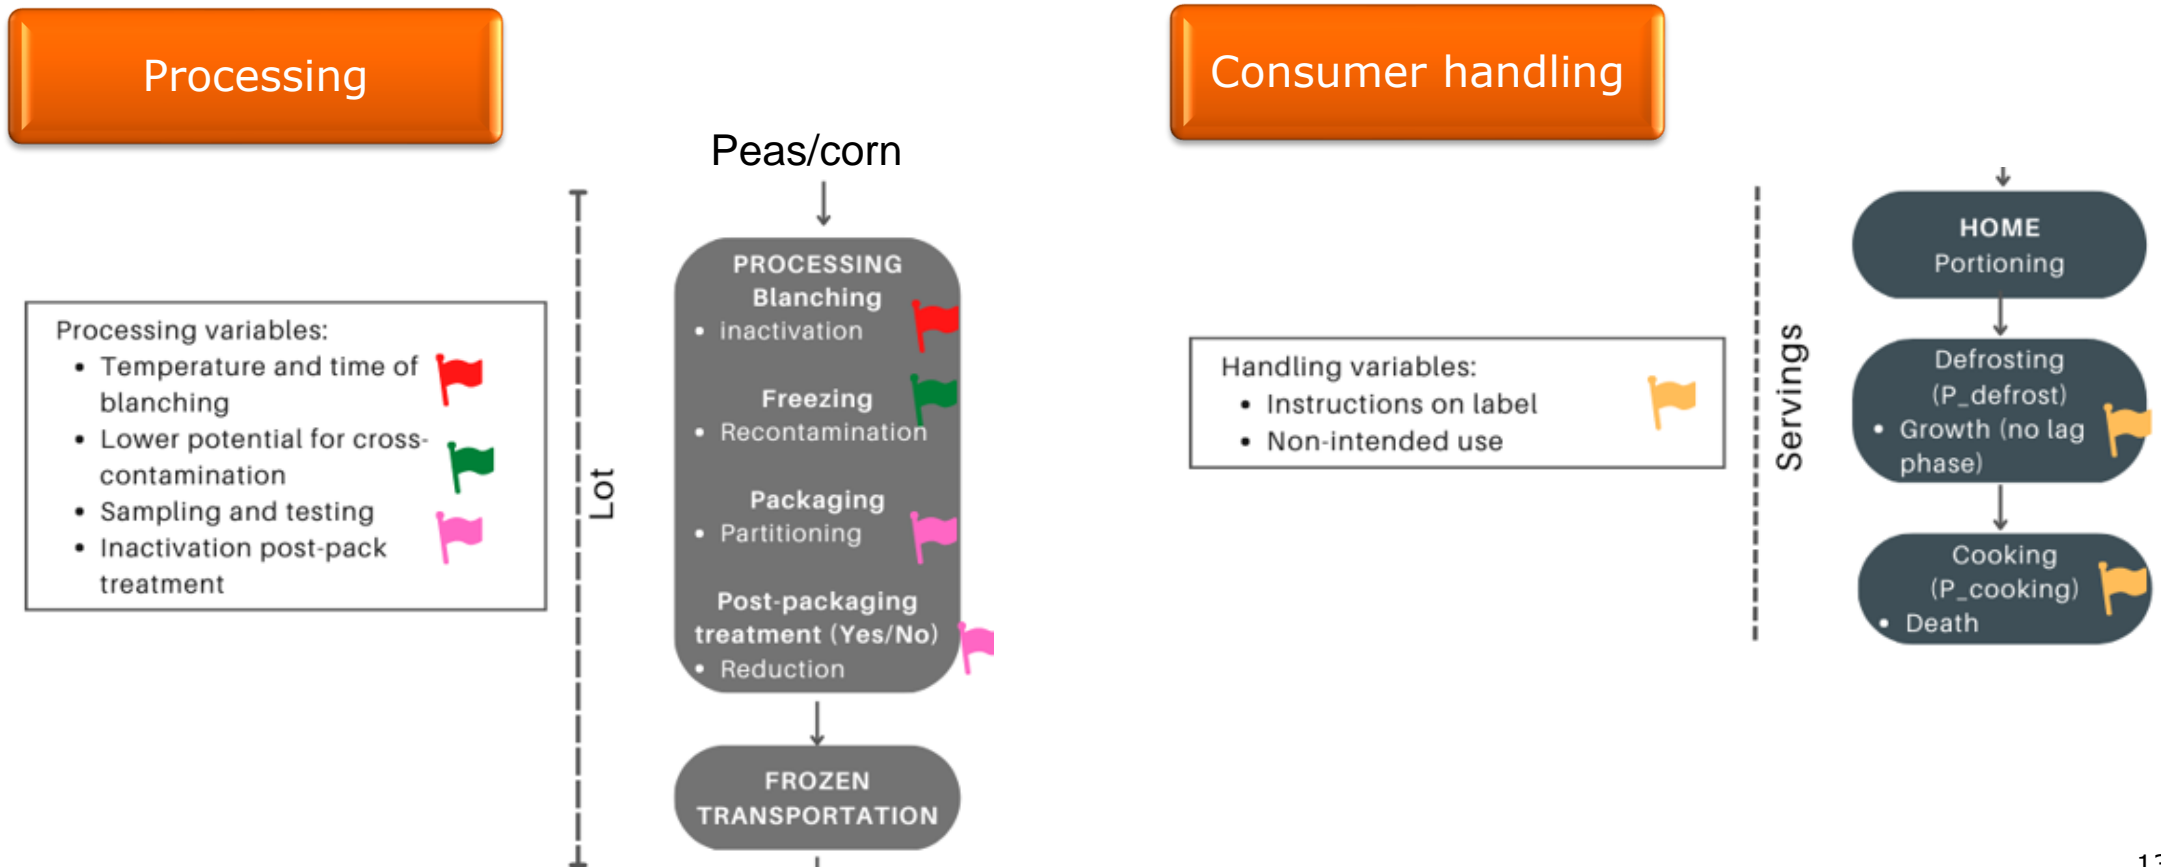 Processing
Peas/corn
Processing variables:
• Temperature and time of
blanching
• Lower potential for cross-
contamination
• Sampling and testing
• Inactivation post-pack
treatment
Lot
PROCESSING
Blanching
• inactivation
Freezing
• Recontamination
Packaging
• Partitioning
Post-packaging
treatment (Yes/No)
• Reduction
FROZEN
TRANSPORTATION
Consumer handling
Handling variables:
• Instructions on label
• Non-intended use
Servings
HOME
Portioning
Defrosting
(P_defrost)
• Growth (no lag
phase)
Cooking
(P_cooking)
• Death